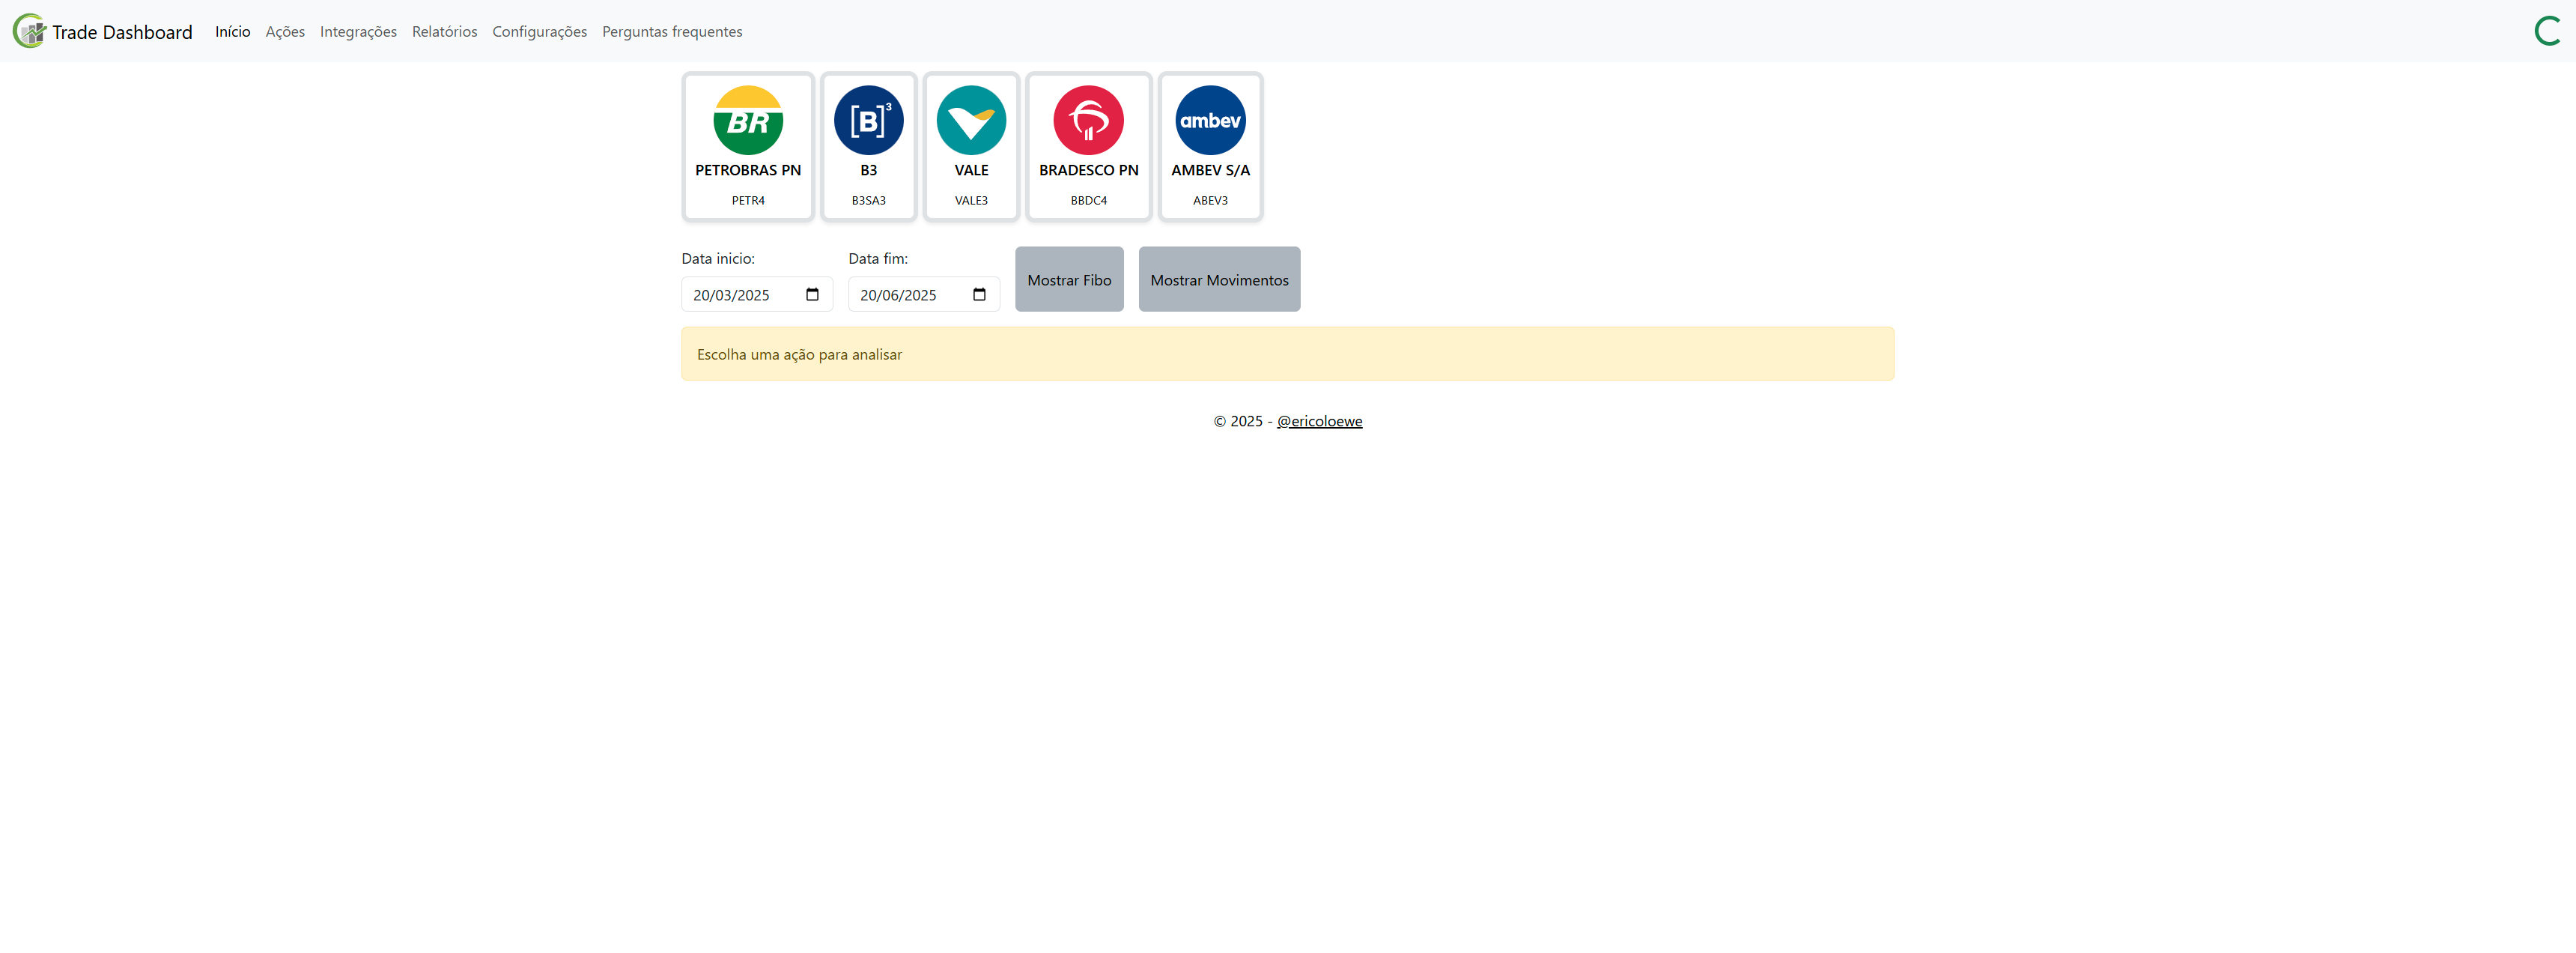 Trade Dashboard Início Ações Integrações Relatórios Configurações Perguntas frequentes
BR [B]³ ambev
PETROBRAS PN B3 VALE BRADESCO PN AMBEV S/A
PETR4 B3SA3 VALE3 BBDC4 ABEV3
Data inicio: Data fim:
Mostrar Fibo Mostrar Movimentos
20/03/2025 20/06/2025
Escolha uma ação para analisar
© 2025 - @ericoloewe